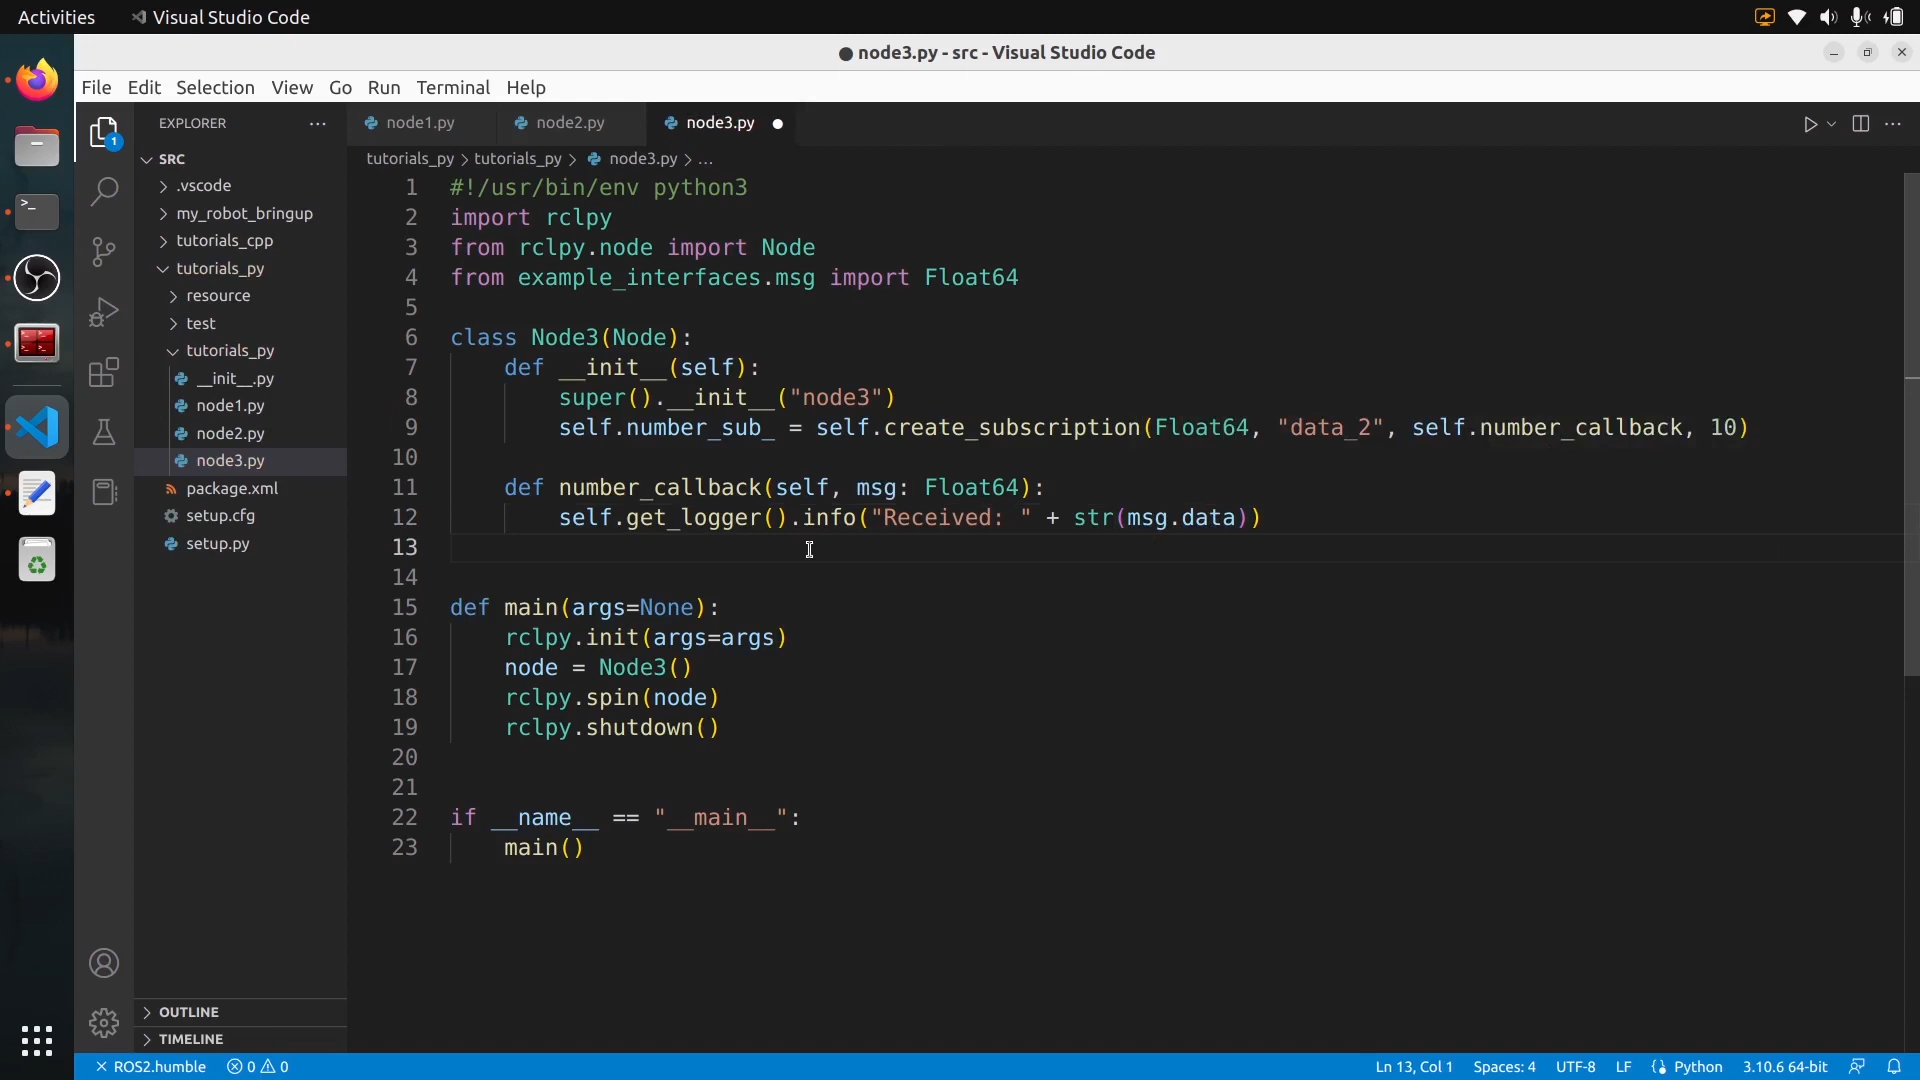 Activities
Visual Studio Code
● node3.py - src - Visual Studio Code
File Edit Selection View Go Run Terminal Help
1
EXPLORER ...
node1.py
node2.py
node3.py ●
SRC
.vscode
my_robot_bringup
tutorials_cpp
tutorials_py
resource
test
tutorials_py
__init__.py
node1.py
node2.py
node3.py
package.xml
setup.cfg
setup.py
OUTLINE
TIMELINE
tutorials_py > tutorials_py > node3.py > ...
1 #!/usr/bin/env python3
2 import rclpy
3 from rclpy.node import Node
4 from example_interfaces.msg import Float64
5
6 class Node3(Node):
7     def __init__(self):
8         super().__init__("node3")
9         self.number_sub_ = self.create_subscription(Float64, "data_2", self.number_callback, 10)
10
11     def number_callback(self, msg: Float64):
12         self.get_logger().info("Received: " + str(msg.data))
13
14
15 def main(args=None):
16     rclpy.init(args=args)
17     node = Node3()
18     rclpy.spin(node)
19     rclpy.shutdown()
20
21
22 if __name__ == "__main__":
23     main()
ROS2.humble
0 0
Ln 13, Col 1
Spaces: 4
UTF-8
LF
Python
3.10.6 64-bit